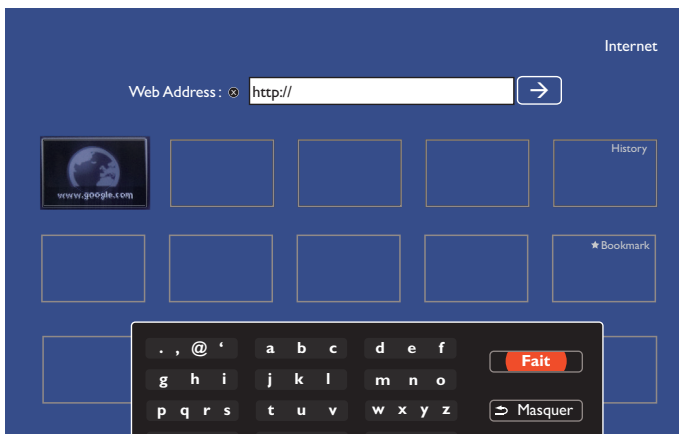 Internet
Web Address : http://
www.google.com
History
Bookmark
. , @ ‘ a b c d e f
Fait
g h i j k l m n o
p q r s t u v w x y z Masquer